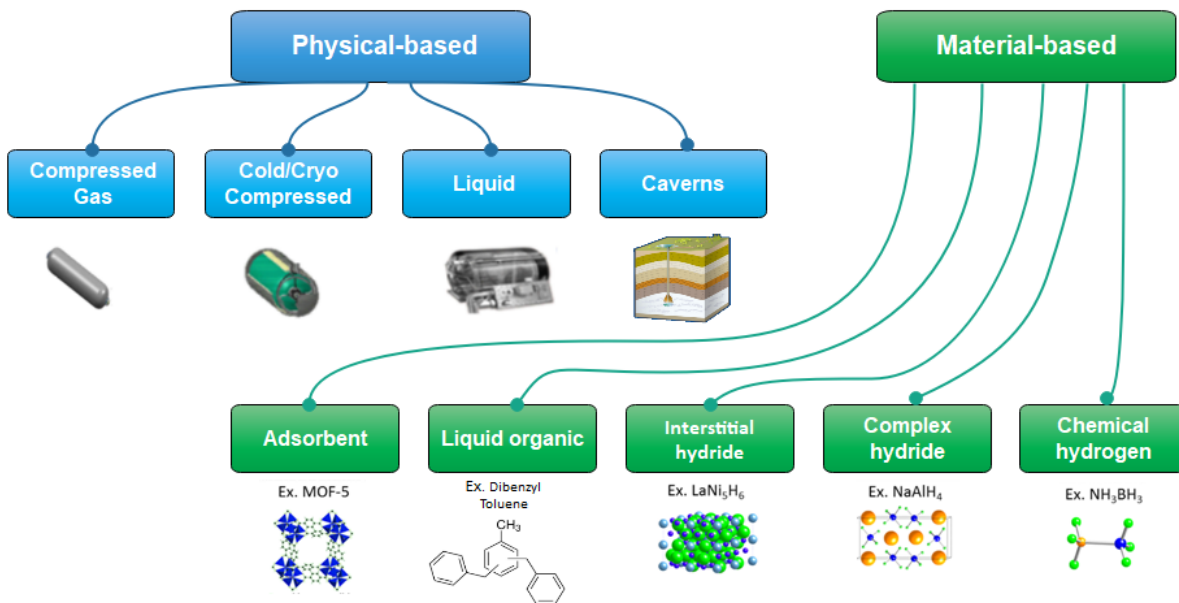 Physical-based
Material-based
Compressed
Gas
Cold/Cryo
Compressed
Liquid
Caverns
Adsorbent
Liquid organic
Interstitial
hydride
Complex
hydride
Chemical
hydrogen
Ex. MOF-5
Ex. Dibenzyl
Toluene
Ex. LaNi₅H₆
Ex. NaAlH₄
Ex. NH₃BH₃
CH₃